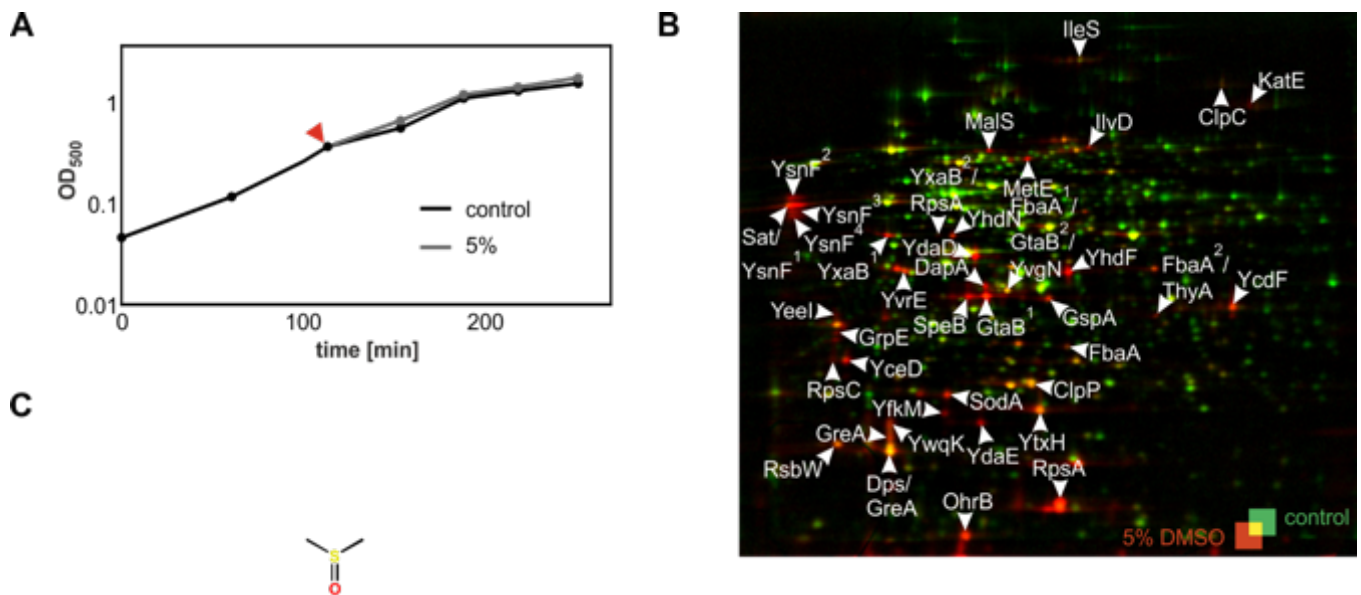 A
OD500
1
0.1
0.01
0
100
200
time [min]
control
5%
B
IleS
KatE
ClpC
MalS
IlvD
YsnF2
YxaB2/
RpsA
MetE1
FbaA1/
YsnF3
YhdN
Sat/
YsnF4
YdaD
GtaB2/
YsnF1
YxaB1
DapA
YvgN
YhdF
FbaA2/
ThyA
YcdF
YvrE
YeeI
SpeB
GtaB1
GspA
GrpE
FbaA
YceD
RpsC
ClpP
SodA
YfkM
GreA
YwqK
YdaE
YtxH
RsbW
RpsA
Dps/
GreA
OhrB
control
5% DMSO
C
S
O